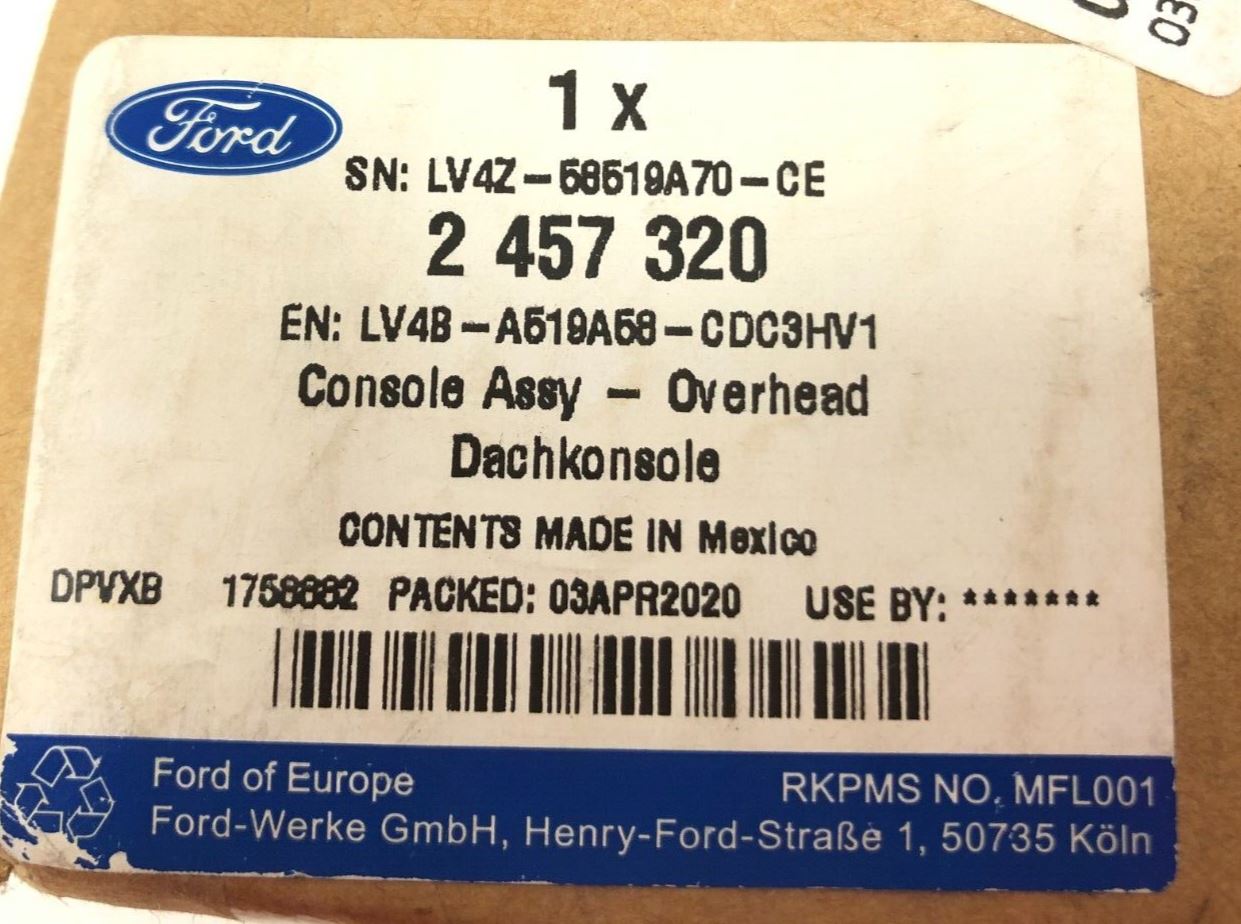 Ford
1 x
SN: LV4Z-58519A70-CE
2 457 320
EN: LV4B-A519A58-CDC3HV1
Console Assy - Overhead
Dachkonsole
CONTENTS MADE IN Mexico
DPVXB PACKED: 03APR2020 USE BY: *******
Ford of Europe RKPMS NO. MFL001
Ford-Werke GmbH, Henry-Ford-Straße 1, 50735 Köln